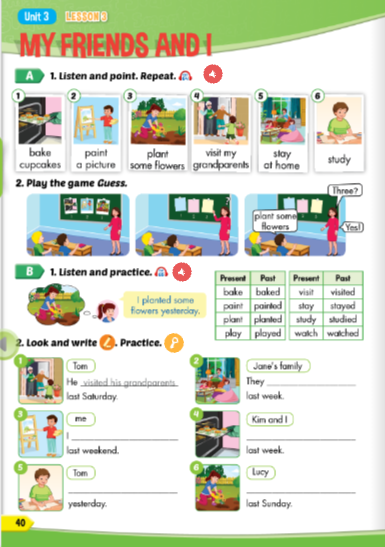 Unit 3 LESSON 3
MY FRIENDS AND I
A 1. Listen and point. Repeat.
1 2 3 4 5 6
bake cupcakes
paint a picture
plant some flowers
visit my grandparents
stay at home
study
2. Play the game Guess.
Three?
plant some flowers
Yes!
B 1. Listen and practice.
I planted some
flowers yesterday.
Present Past Present Past
bake baked visit visited
paint painted stay stayed
plant planted study studied
play played watch watched
2. Look and write. Practice.
1 Tom
He visited his grandparents
last Saturday.
2 Jane's family
They
last week.
3 me
I
last weekend.
4 Kim and I
last week.
5 Tom
yesterday.
6 Lucy
last Sunday.
40